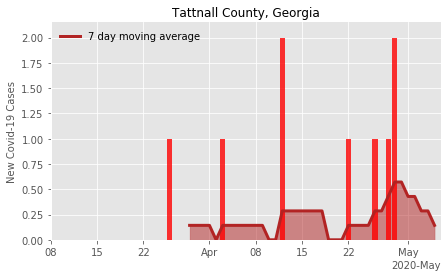 Tattnall County, Georgia
7 day moving average
New Covid-19 Cases
2.00
1.75
1.50
1.25
1.00
0.75
0.50
0.25
0.00
08 15 22 Apr 08 15 22 May
2020-May